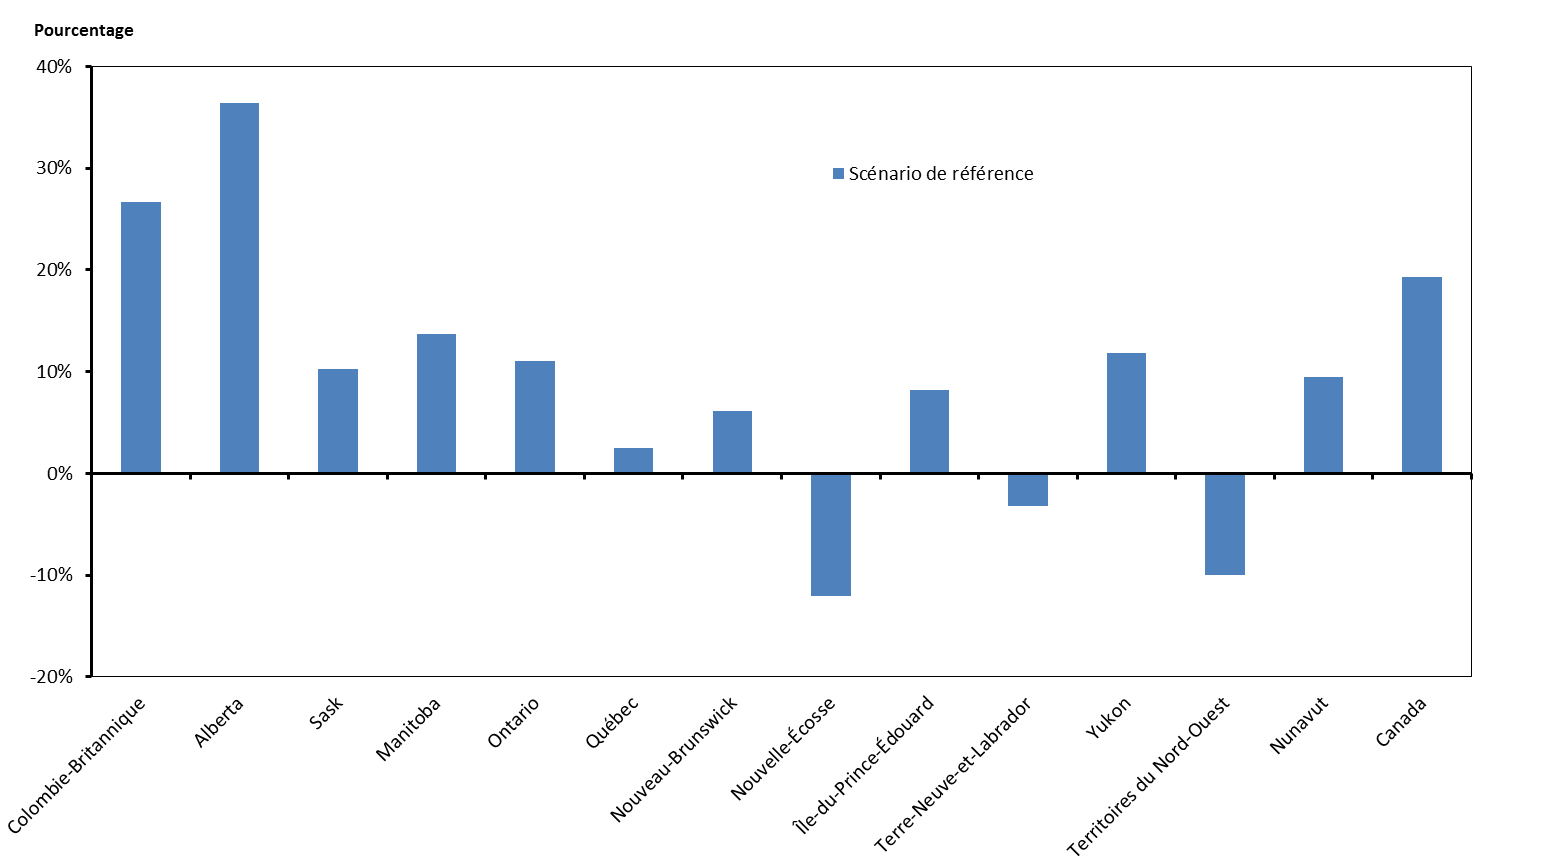 Pourcentage
40%
30%
20%
10%
0%
-10%
-20%
Scénario de référence
Colombie-Britannique
Alberta
Sask
Manitoba
Ontario
Québec
Nouveau-Brunswick
Nouvelle-Écosse
Île-du-Prince-Édouard
Terre-Neuve-et-Labrador
Yukon
Territoires du Nord-Ouest
Nunavut
Canada